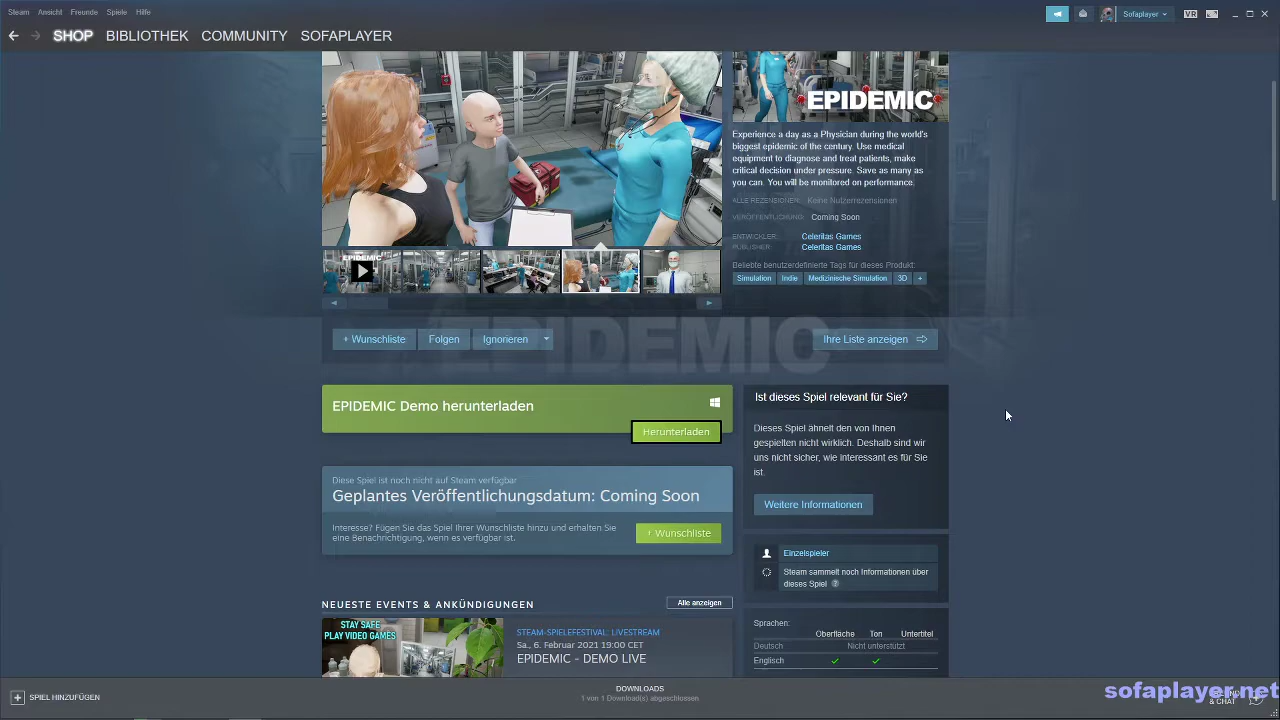 Steam Ansicht Freunde Spiele Hilfe
Sofaplayer
VR
SHOP BIBLIOTHEK COMMUNITY SOFAPLAYER
EPIDEMIC
Experience a day as a Physician during the world's
biggest epidemic of the century. Use medical
equipment to diagnose and treat patients, make
critical decision under pressure. Save as many as
you can. You will be monitored on performance.
ALLE REZENSIONEN: Keine Nutzerrezensionen
VERÖFFENTLICHUNG: Coming Soon
ENTWICKLER: Celeritas Games
PUBLISHER: Celeritas Games
Beliebte benutzerdefinierte Tags für dieses Produkt:
Simulation Indie Medizinische Simulation 3D +
EPIDEMIC
EPIDEMIC
+ Wunschliste Folgen Ignorieren
Ihre Liste anzeigen
EPIDEMIC Demo herunterladen
Herunterladen
Diese Spiel ist noch nicht auf Steam verfügbar
Geplantes Veröffentlichungsdatum: Coming Soon
Interesse? Fügen Sie das Spiel Ihrer Wunschliste hinzu und erhalten Sie
eine Benachrichtigung, wenn es verfügbar ist.
+ Wunschliste
Ist dieses Spiel relevant für Sie?
Dieses Spiel ähnelt den von Ihnen
gespielten nicht wirklich. Deshalb sind wir
uns nicht sicher, wie interessant es für Sie
ist.
Weitere Informationen
Einzelspieler
Steam sammelt noch Informationen über
dieses Spiel ?
NEUESTE EVENTS & ANKÜNDIGUNGEN
Alle anzeigen
STAY SAFE
PLAY VIDEO GAMES
STEAM-SPIELEFESTIVAL: LIVESTREAM
Sa., 6. Februar 2021 19:00 CET
EPIDEMIC - DEMO LIVE
Sprachen:
Oberfläche Ton Untertitel
Deutsch Nicht unterstützt
Englisch ✓ ✓
SPIEL HINZUFÜGEN
DOWNLOADS
1 von 1 Download(s) abgeschlossen
sofaplayer.net
& CHAT